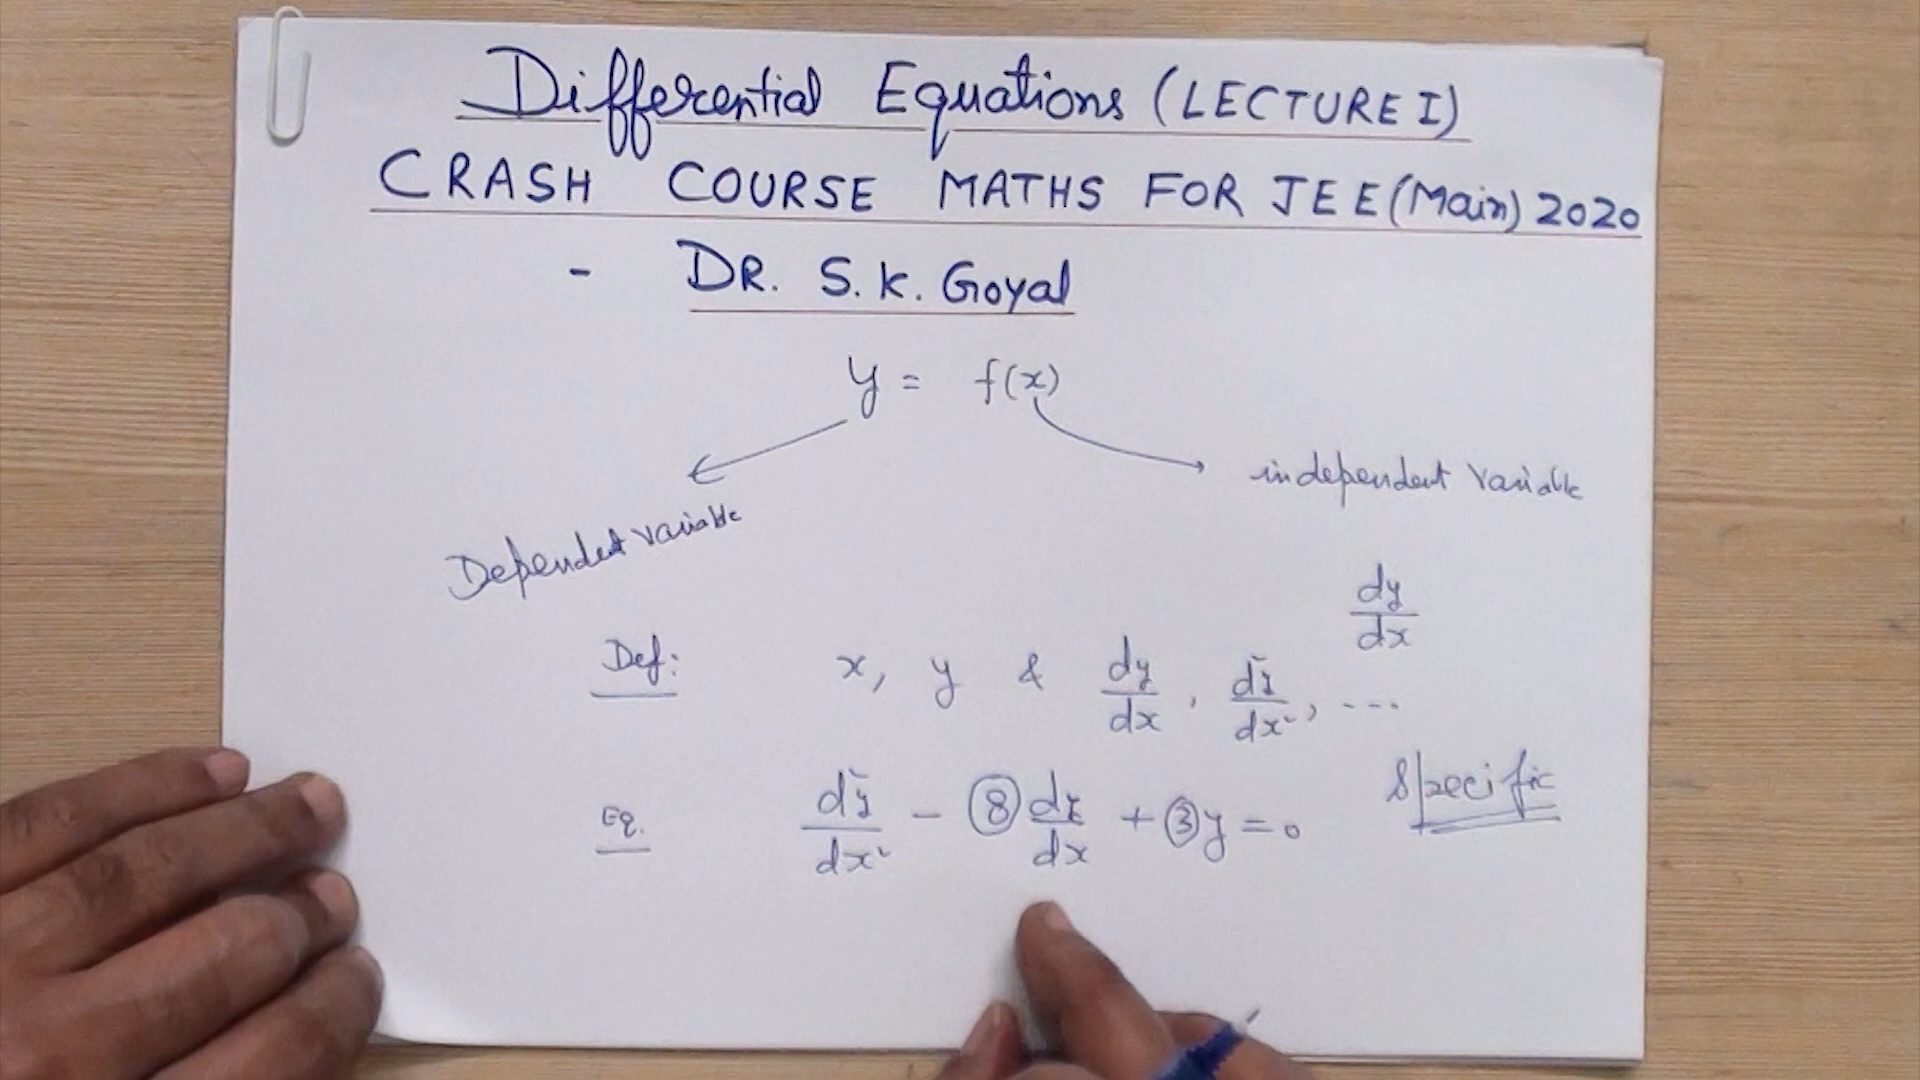 Differential Equations (LECTURE I)
CRASH COURSE MATHS FOR JEE (Main) 2020
- DR. S. K. Goyal
y = f(x)
independent Variable
Dependent variable
dy/dx
Def: x, y & dy/dx, d²y/dx², ---
Eq. d²y/dx² - 8 dy/dx + 3y = 0
Specific